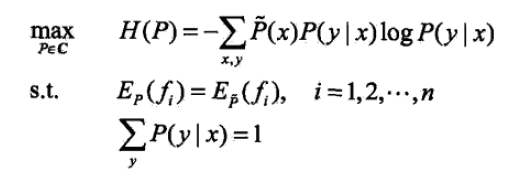 max P∈C H(P) = -∑x,y P̃(x)P(y|x)log P(y|x)
s.t. E_P(f_i) = E_p̃(f_i), i = 1,2,⋯,n
∑y P(y|x) = 1